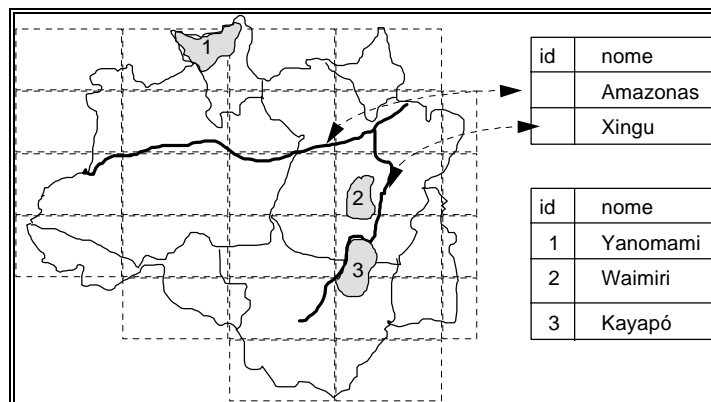 1
2
3
id nome
Amazonas
Xingu
id nome
1 Yanomami
2 Waimiri
3 Kayapó